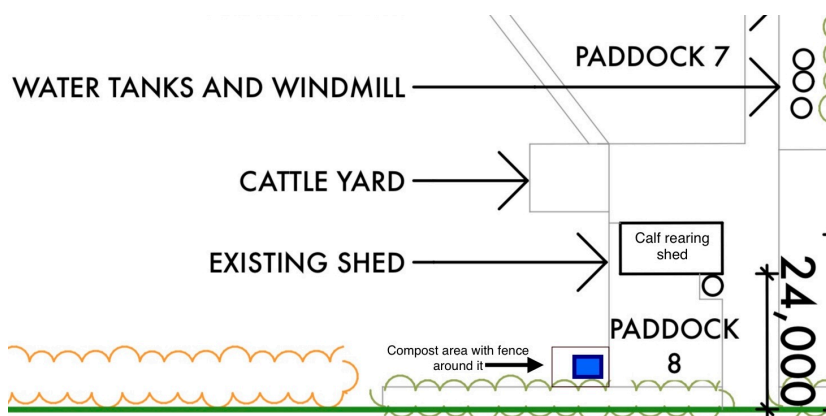 PADDOCK 7
WATER TANKS AND WINDMILL
CATTLE YARD
Calf rearing
shed
EXISTING SHED
24,000
PADDOCK
8
Compost area with fence
around it